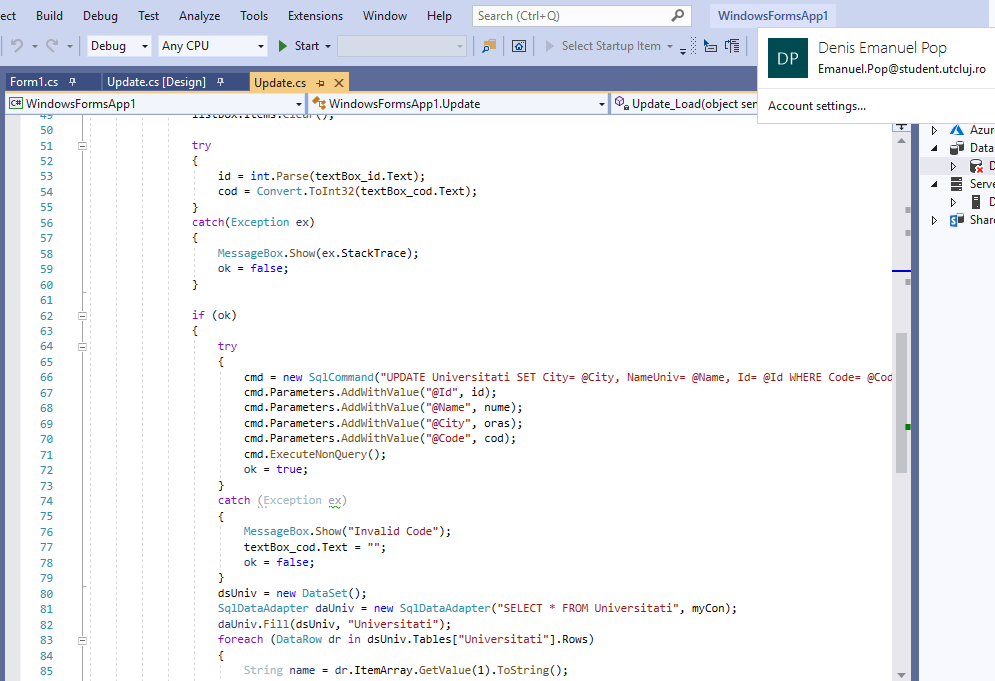 ect Build Debug Test Analyze Tools Extensions Window Help Search (Ctrl+Q) WindowsFormsApp1
Debug Any CPU Start Select Startup Item
DP Denis Emanuel Pop
Emanuel.Pop@student.utcluj.ro
Account settings...
Form1.cs Update.cs [Design] Update.cs
WindowsFormsApp1 WindowsFormsApp1.Update Update_Load(object ser
49 listBox.Items.Clear();
50
51 try
52 {
53 id = int.Parse(textBox_id.Text);
54 cod = Convert.ToInt32(textBox_cod.Text);
55 }
56 catch(Exception ex)
57 {
58 MessageBox.Show(ex.StackTrace);
59 ok = false;
60 }
61
62 if (ok)
63 {
64 try
65 {
66 cmd = new SqlCommand("UPDATE Universitati SET City= @City, NameUniv= @Name, Id= @Id WHERE Code= @Cod
67 cmd.Parameters.AddWithValue("@Id", id);
68 cmd.Parameters.AddWithValue("@Name", nume);
69 cmd.Parameters.AddWithValue("@City", oras);
70 cmd.Parameters.AddWithValue("@Code", cod);
71 cmd.ExecuteNonQuery();
72 ok = true;
73 }
74 catch (Exception ex)
75 {
76 MessageBox.Show("Invalid Code");
77 textBox_cod.Text = "";
78 ok = false;
79 }
80 dsUniv = new DataSet();
81 SqlDataAdapter daUniv = new SqlDataAdapter("SELECT * FROM Universitati", myCon);
82 daUniv.Fill(dsUniv, "Universitati");
83 foreach (DataRow dr in dsUniv.Tables["Universitati"].Rows)
84 {
85 String name = dr.ItemArray.GetValue(1).ToString();
Azur
Data
D
Serve
D
Shar